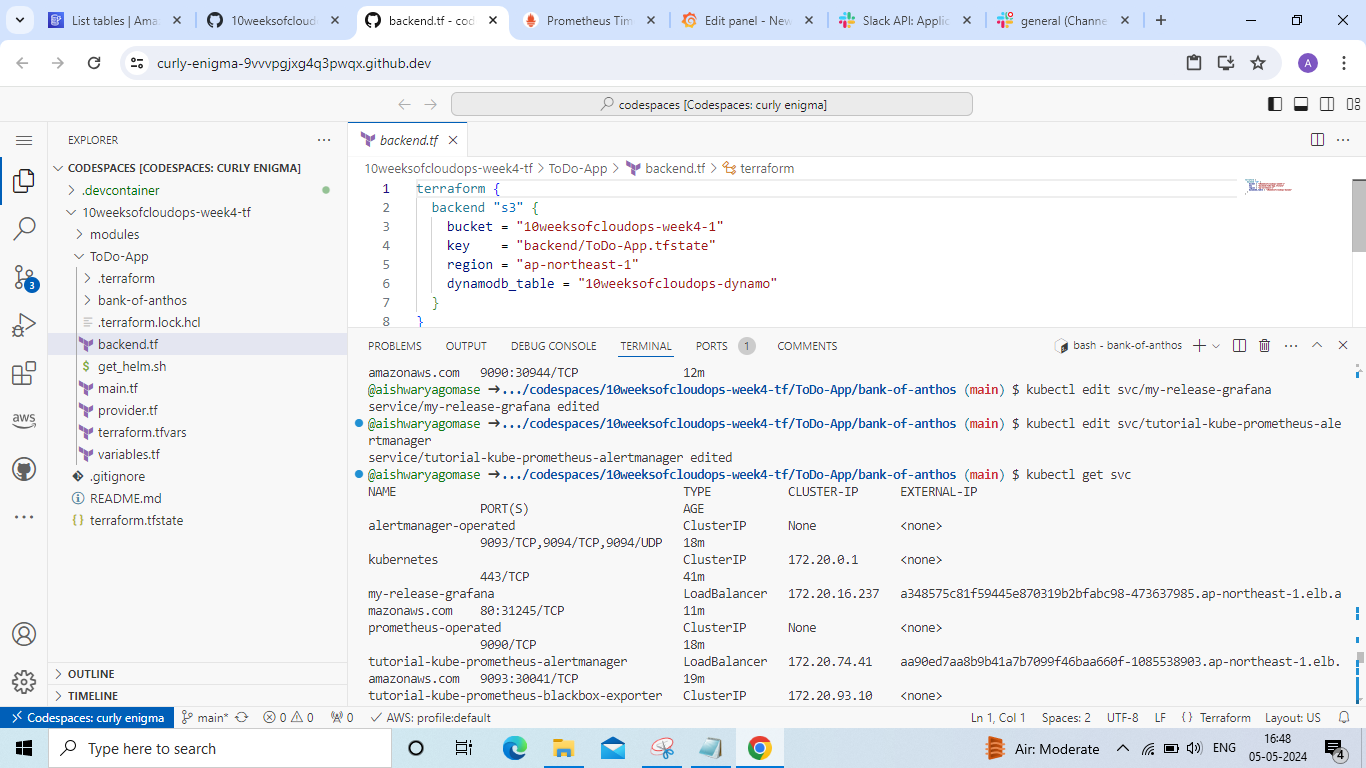 List tables | Ama
10weeksofcloud
backend.tf - cod
Prometheus Tim
Edit panel - New
Slack API: Applic
general (Channe
curly-enigma-9vvvpgjxg4q3pwqx.github.dev
A
codespaces [Codespaces: curly enigma]
EXPLORER
CODESPACES [CODESPACES: CURLY ENIGMA]
.devcontainer
10weeksofcloudops-week4-tf
modules
ToDo-App
.terraform
bank-of-anthos
.terraform.lock.hcl
backend.tf
$ get_helm.sh
main.tf
provider.tf
terraform.tfvars
variables.tf
.gitignore
README.md
{} terraform.tfstate
OUTLINE
TIMELINE
3
aws
backend.tf
10weeksofcloudops-week4-tf > ToDo-App > backend.tf > terraform
1 terraform {
2 backend "s3" {
3 bucket = "10weeksofcloudops-week4-1"
4 key    = "backend/ToDo-App.tfstate"
5 region = "ap-northeast-1"
6 dynamodb_table = "10weeksofcloudops-dynamo"
7 }
8 }
PROBLEMS OUTPUT DEBUG CONSOLE TERMINAL PORTS 1 COMMENTS
bash - bank-of-anthos
amazonaws.com   9090:30944/TCP              12m
@aishwaryagomase ➜.../codespaces/10weeksofcloudops-week4-tf/ToDo-App/bank-of-anthos (main) $ kubectl edit svc/my-release-grafana
service/my-release-grafana edited
@aishwaryagomase ➜.../codespaces/10weeksofcloudops-week4-tf/ToDo-App/bank-of-anthos (main) $ kubectl edit svc/tutorial-kube-prometheus-ale
rtmanager
service/tutorial-kube-prometheus-alertmanager edited
@aishwaryagomase ➜.../codespaces/10weeksofcloudops-week4-tf/ToDo-App/bank-of-anthos (main) $ kubectl get svc
NAME                                      TYPE           CLUSTER-IP      EXTERNAL-IP
PORT(S)                     AGE
alertmanager-operated                     ClusterIP      None            <none>
9093/TCP,9094/TCP,9094/UDP   18m
kubernetes                                ClusterIP      172.20.0.1      <none>
443/TCP                     41m
my-release-grafana                        LoadBalancer   172.20.16.237   a348575c81f59445e870319b2bfabc98-473637985.ap-northeast-1.elb.a
mazonaws.com   80:31245/TCP                11m
prometheus-operated                       ClusterIP      None            <none>
9090/TCP                    18m
tutorial-kube-prometheus-alertmanager     LoadBalancer   172.20.74.41    aa90ed7aa8b9b41a7b7099f46baa660f-1085538903.ap-northeast-1.elb.
amazonaws.com   9093:30041/TCP              19m
tutorial-kube-prometheus-blackbox-exporter   ClusterIP   172.20.93.10    <none>
Codespaces: curly enigma
main*
0 0
0
AWS: profile:default
Ln 1, Col 1
Spaces: 2
UTF-8
LF
{} Terraform
Layout: US
Type here to search
Air: Moderate
ENG
16:48
05-05-2024
4